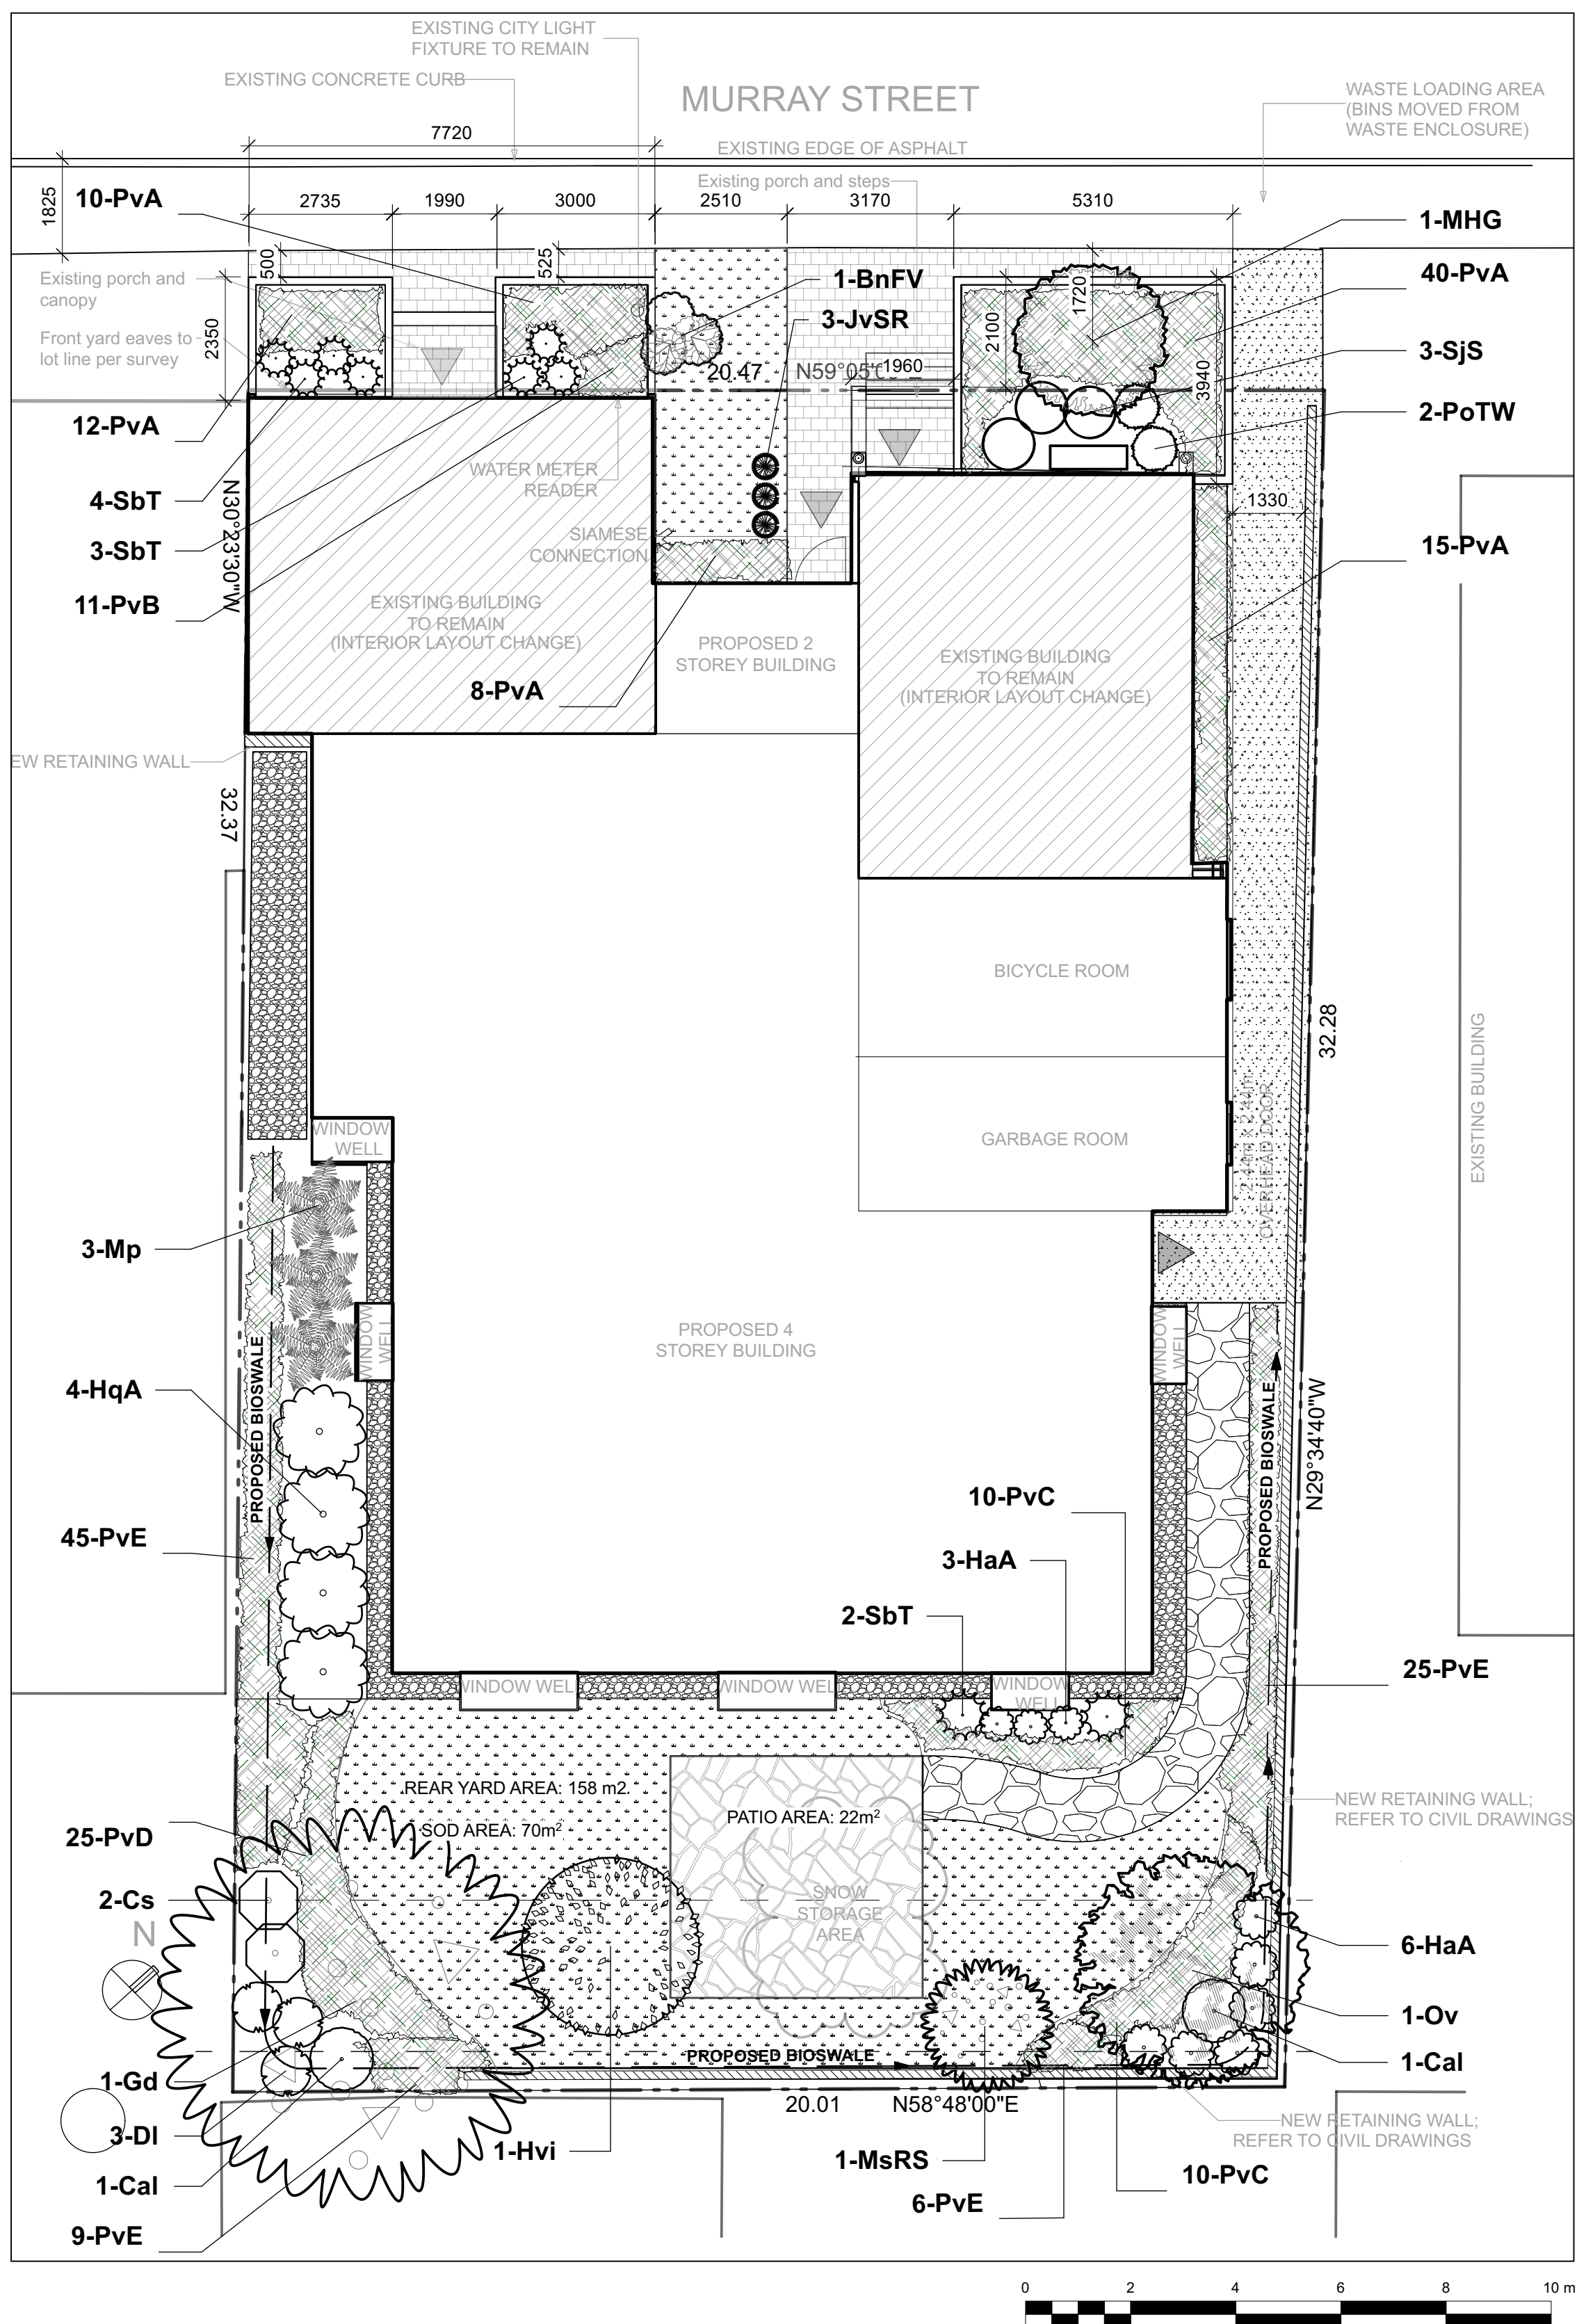 EXISTING CITY LIGHT
FIXTURE TO REMAIN
EXISTING CONCRETE CURB
MURRAY STREET
WASTE LOADING AREA
(BINS MOVED FROM
WASTE ENCLOSURE)
7720
EXISTING EDGE OF ASPHALT
Existing porch and steps
1825
10-PvA
2735
1990
3000
2510
3170
5310
1-MHG
500
525
Existing porch and
canopy
1-BnFV
1720
40-PvA
3-JvSR
Front yard eaves to
lot line per survey
2350
2100
3-SjS
20.47
N59°05'0
1960
3940
2-PoTW
12-PvA
WATER METER
READER
4-SbT
N30°23'30"W
1330
SIAMESE
CONNECTION
3-SbT
15-PvA
11-PvB
EXISTING BUILDING
TO REMAIN
(INTERIOR LAYOUT CHANGE)
PROPOSED 2
STOREY BUILDING
EXISTING BUILDING
TO REMAIN
(INTERIOR LAYOUT CHANGE)
8-PvA
EW RETAINING WALL
32.37
BICYCLE ROOM
32.28
EXISTING BUILDING
2.44m x 2.44m
OVERHEAD DOOR
WINDOW
WELL
GARBAGE ROOM
3-Mp
WINDOW
WELL
PROPOSED 4
STOREY BUILDING
WINDOW
WELL
PROPOSED BIOSWALE
4-HqA
PROPOSED BIOSWALE
N29°34'40"W
10-PvC
45-PvE
3-HaA
2-SbT
25-PvE
WINDOW WELL
WINDOW WELL
WINDOW
WELL
REAR YARD AREA: 158 m2.
NEW RETAINING WALL;
REFER TO CIVIL DRAWINGS
PATIO AREA: 22m²
SOD AREA: 70m²
25-PvD
2-Cs
SNOW
STORAGE
AREA
N
6-HaA
1-Ov
PROPOSED BIOSWALE
1-Cal
1-Gd
20.01
N58°48'00"E
NEW RETAINING WALL;
REFER TO CIVIL DRAWINGS
3-Dl
1-Hvi
1-MsRS
10-PvC
1-Cal
6-PvE
9-PvE
0
2
4
6
8
10 m